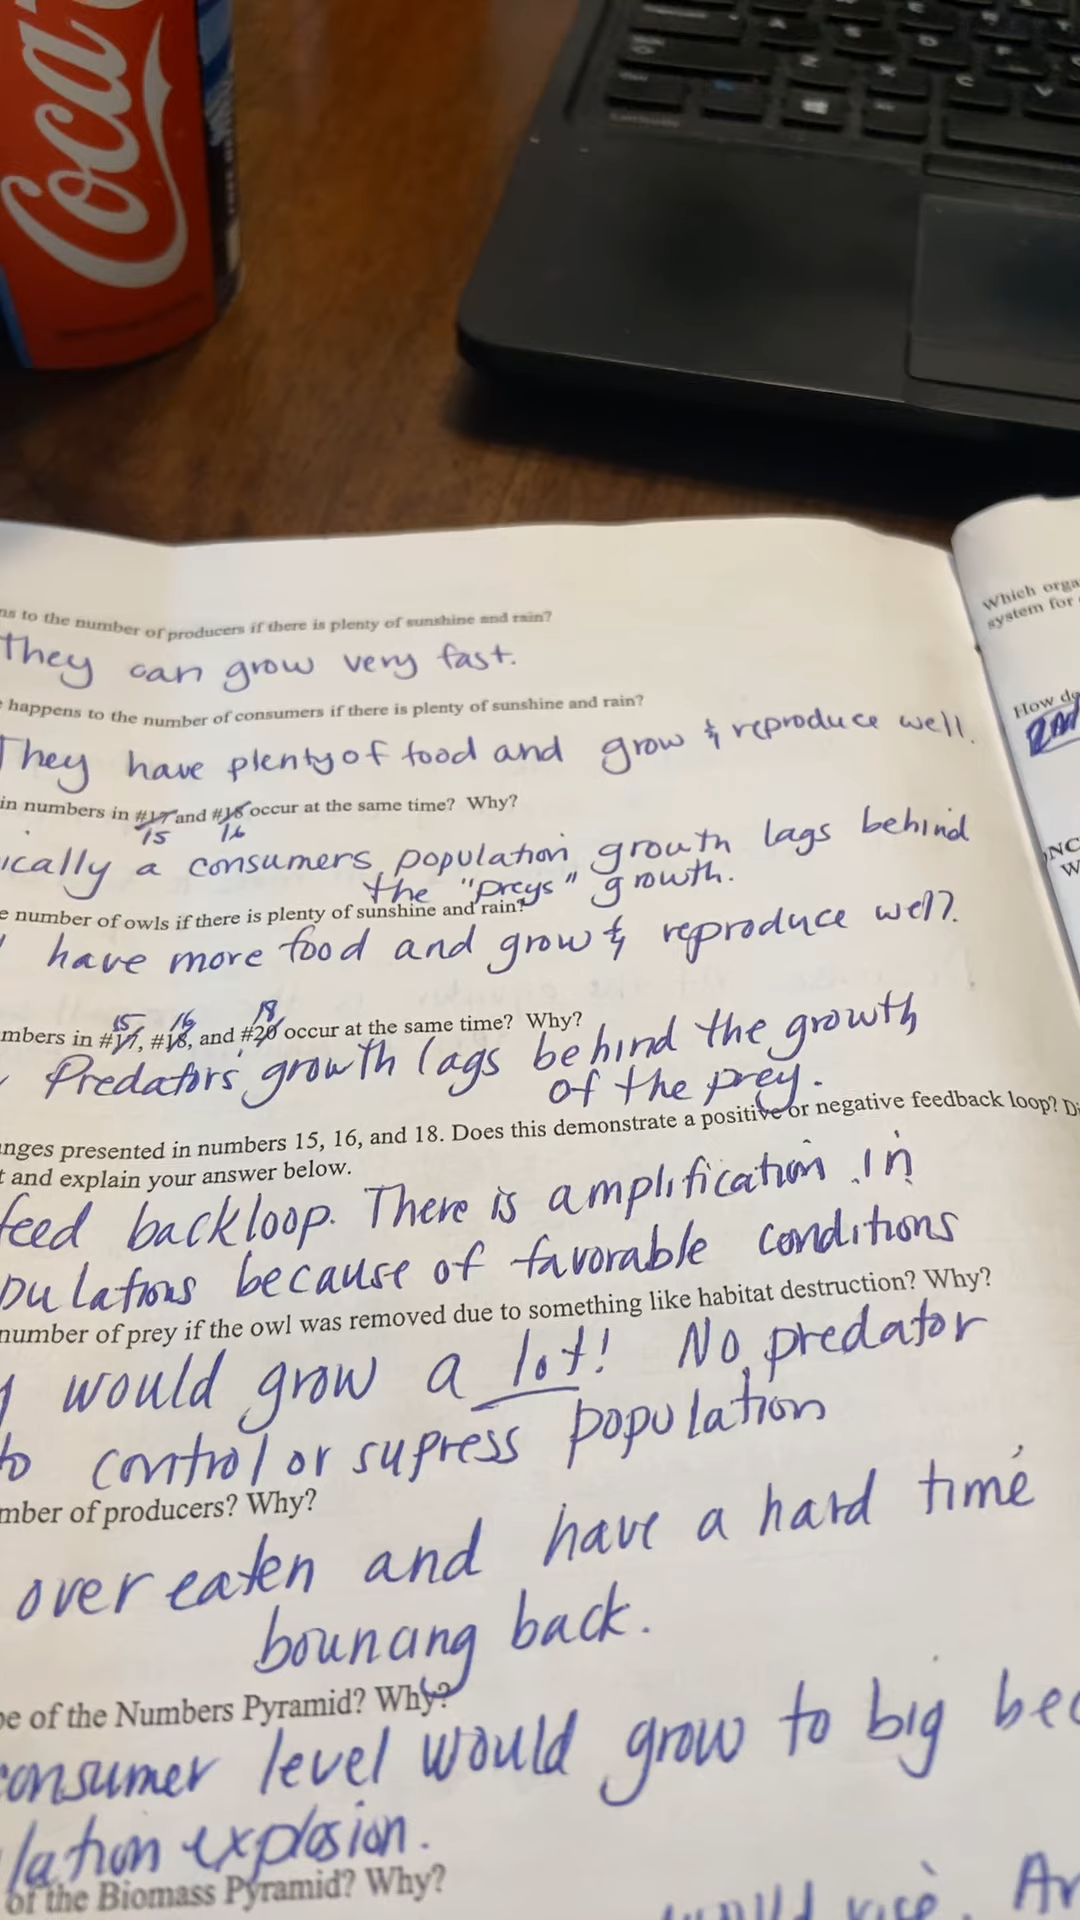 Coca
ns to the number of producers if there is plenty of sunshine and rain?
They can grow very fast.
happens to the number of consumers if there is plenty of sunshine and rain?
They have plenty of food and grow & reproduce well.
in numbers in #17 and #18 occur at the same time? Why?
15 16
ically a consumers population growth lags behind
the "preys" growth.
e number of owls if there is plenty of sunshine and rain?
have more food and grow & reproduce well.
15 16 18
mbers in #17, #18, and #20 occur at the same time? Why?
Predators' growth lags behind the growth
of the prey.
nges presented in numbers 15, 16, and 18. Does this demonstrate a positive or negative feedback loop? Di
t and explain your answer below.
feed back loop. There is amplification in
pulations because of favorable conditions
number of prey if the owl was removed due to something like habitat destruction? Why?
y would grow a lot! No predator
to control or supress population
mber of producers? Why?
over eaten and have a hard time
bouncing back.
pe of the Numbers Pyramid? Why?
consumer level would grow to big bec
lation explosion.
of the Biomass Pyramid? Why?
would rise. An
Which orga
system for
How do